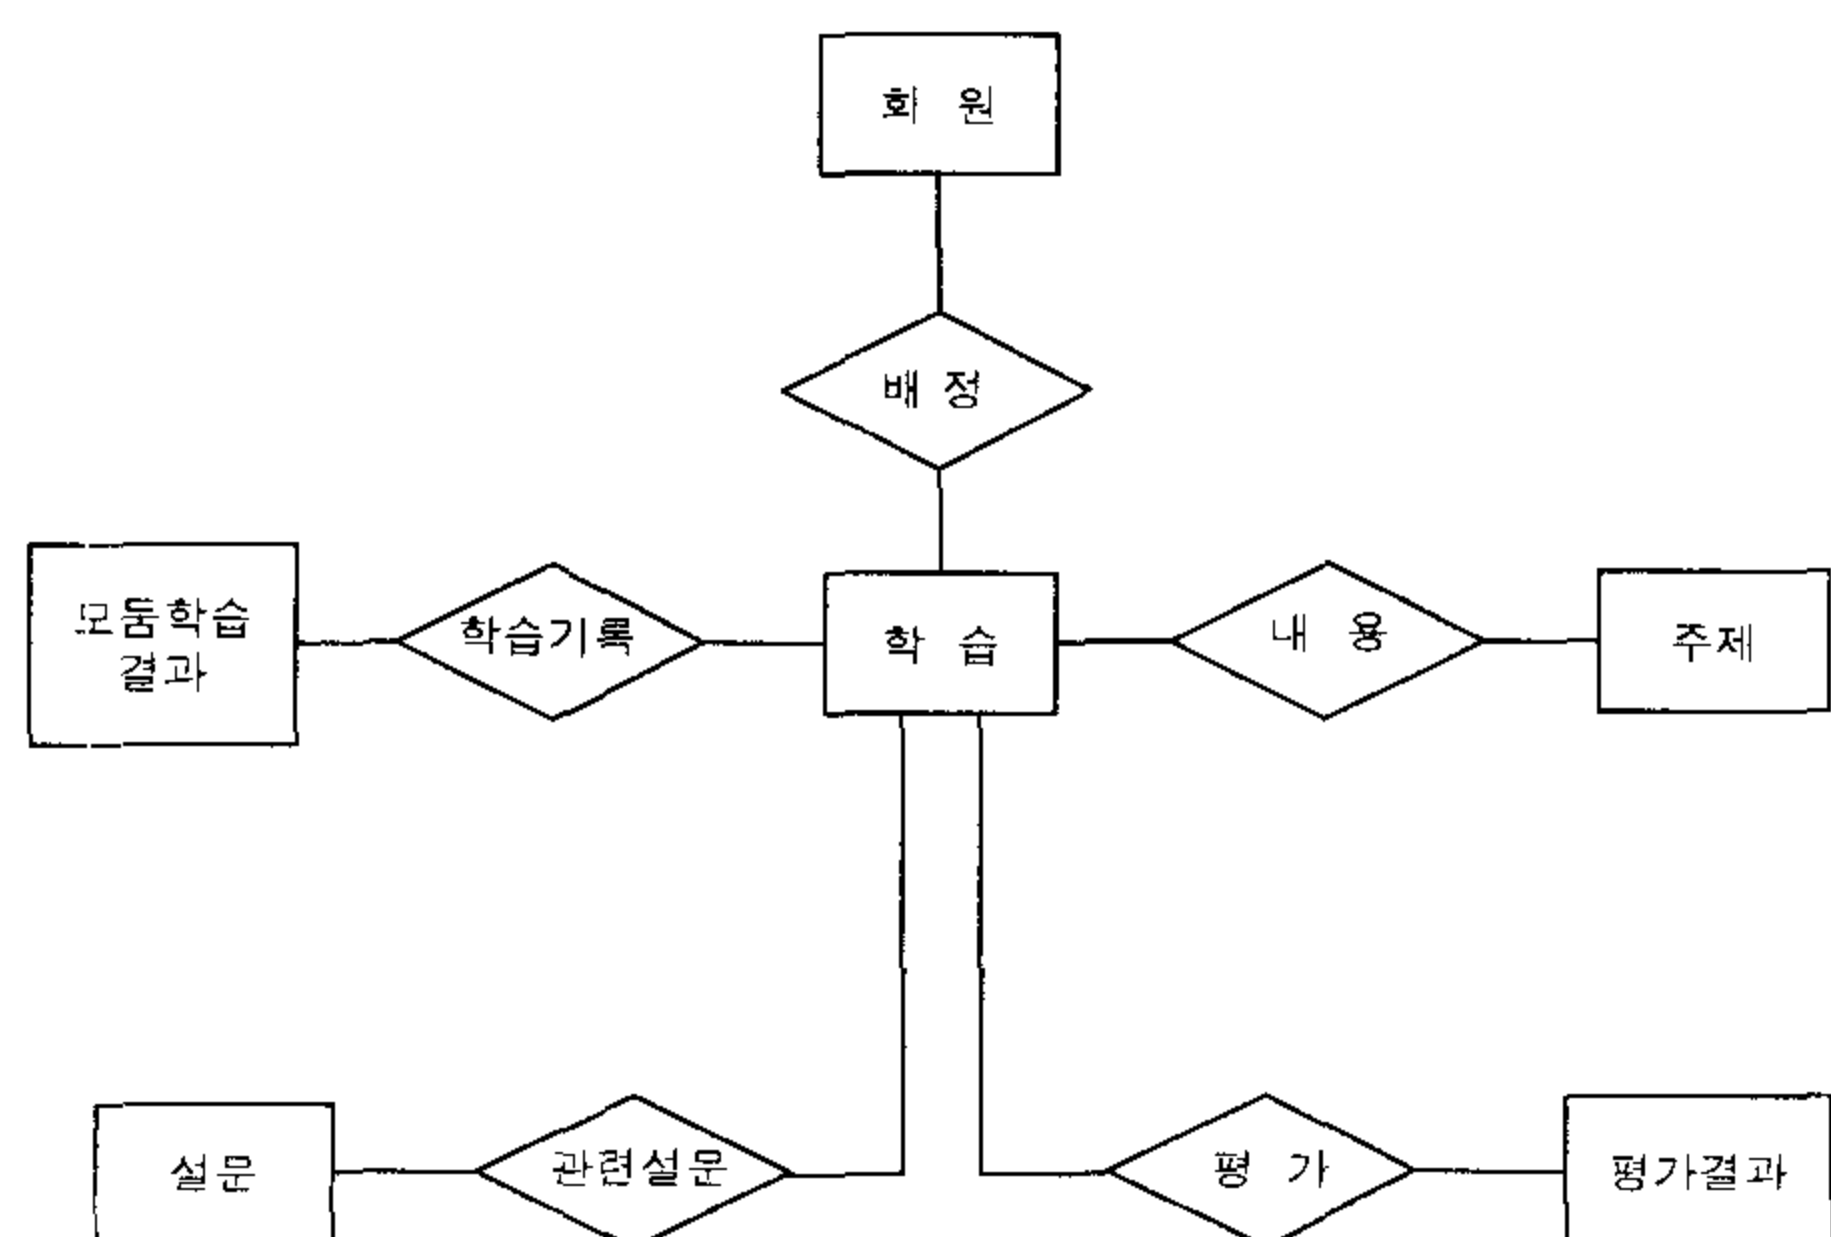 회 원
배 정
모둠학습
결과
학습기록
학 습
내 용
주제
설문
관련설문
평 가
평가결과